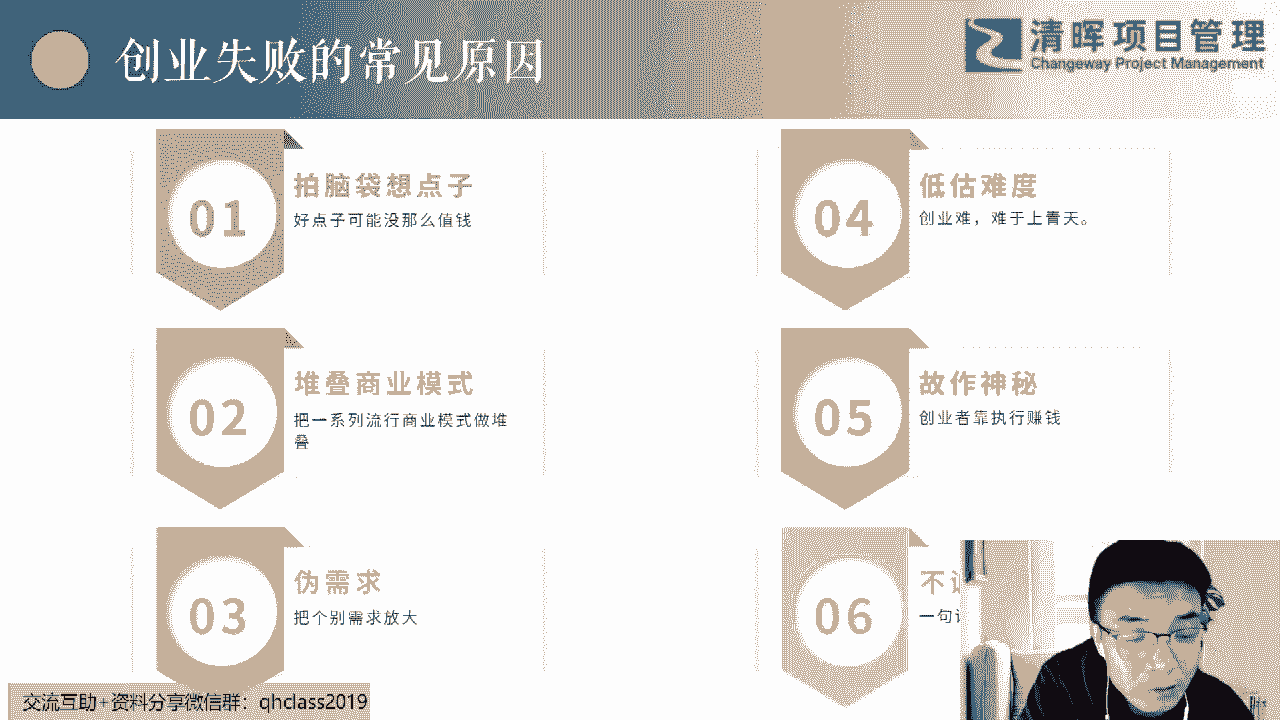 创业失败的常见原因
清晖项目管理
Changeway Project Management
01
拍脑袋想点子
好点子可能没那么值钱
02
堆叠商业模式
把一系列流行商业模式做堆
叠
03
伪需求
把个别需求放大
04
低估难度
创业难，难于上青天。
05
故作神秘
创业者靠执行赚钱
06
不
一句
交流互助+资料分享微信群：qhclass2019